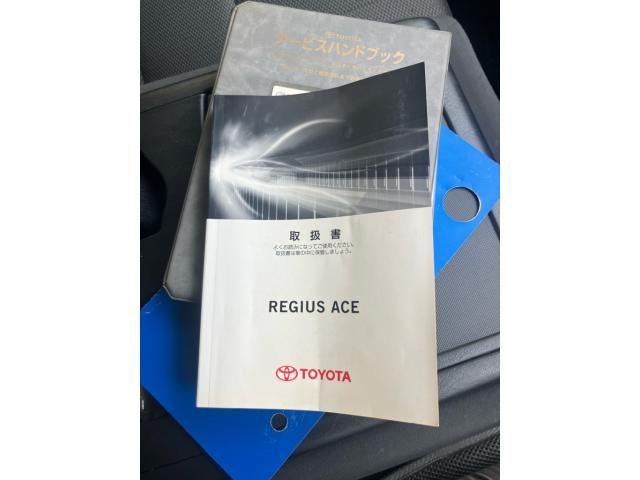 TOYOTA
サービスハンドブック
取扱書
よくお読みになってご使用ください。
取扱書は車の中に保管しましょう。
REGIUS ACE
TOYOTA